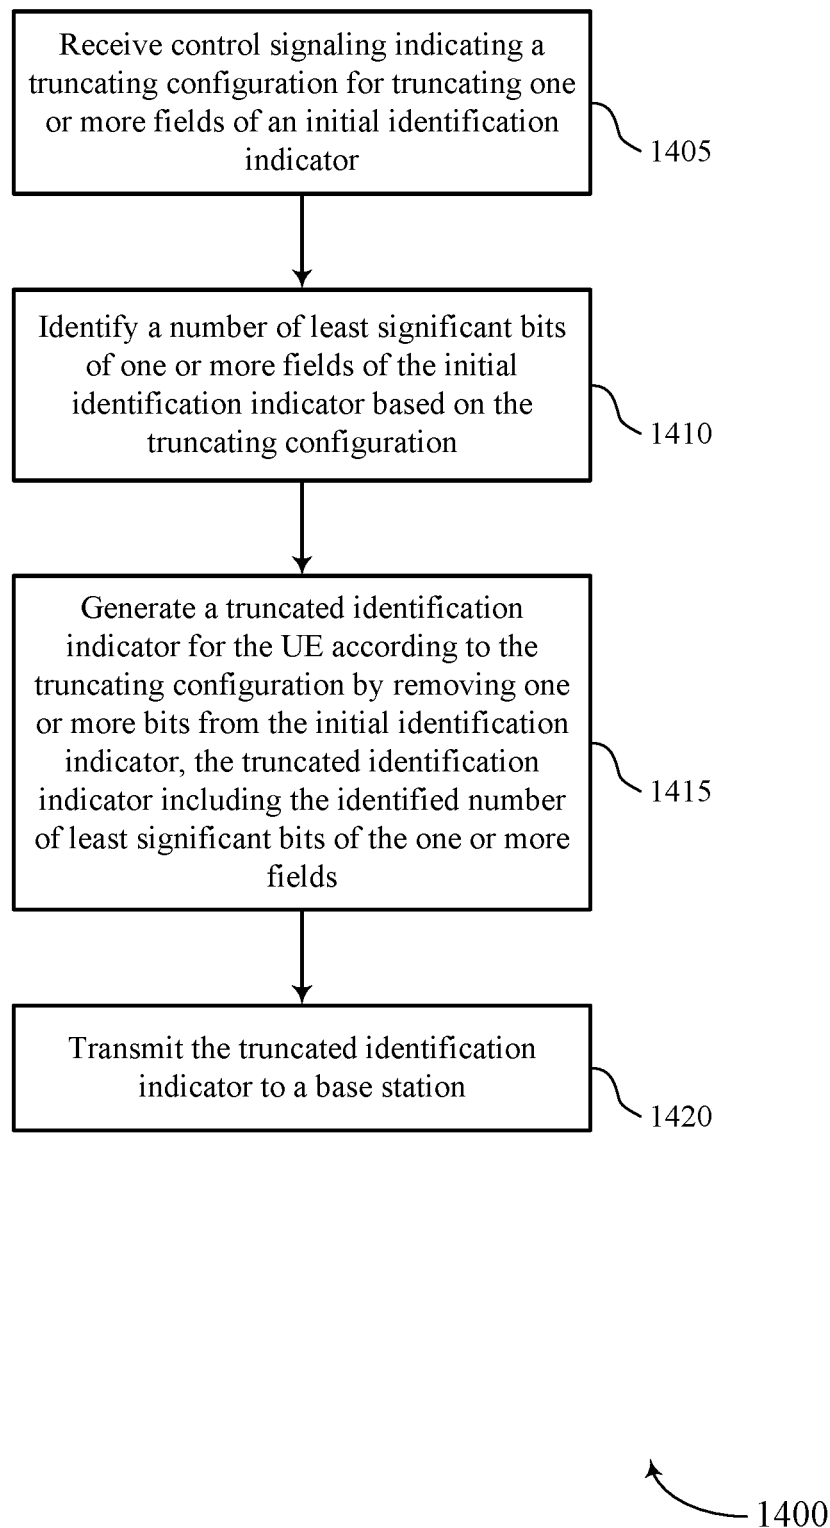 Receive control signaling indicating a
truncating configuration for truncating one
or more fields of an initial identification
indicator
1405
Identify a number of least significant bits
of one or more fields of the initial
identification indicator based on the
truncating configuration
1410
Generate a truncated identification
indicator for the UE according to the
truncating configuration by removing one
or more bits from the initial identification
indicator, the truncated identification
indicator including the identified number
of least significant bits of the one or more
fields
1415
Transmit the truncated identification
indicator to a base station
1420
1400